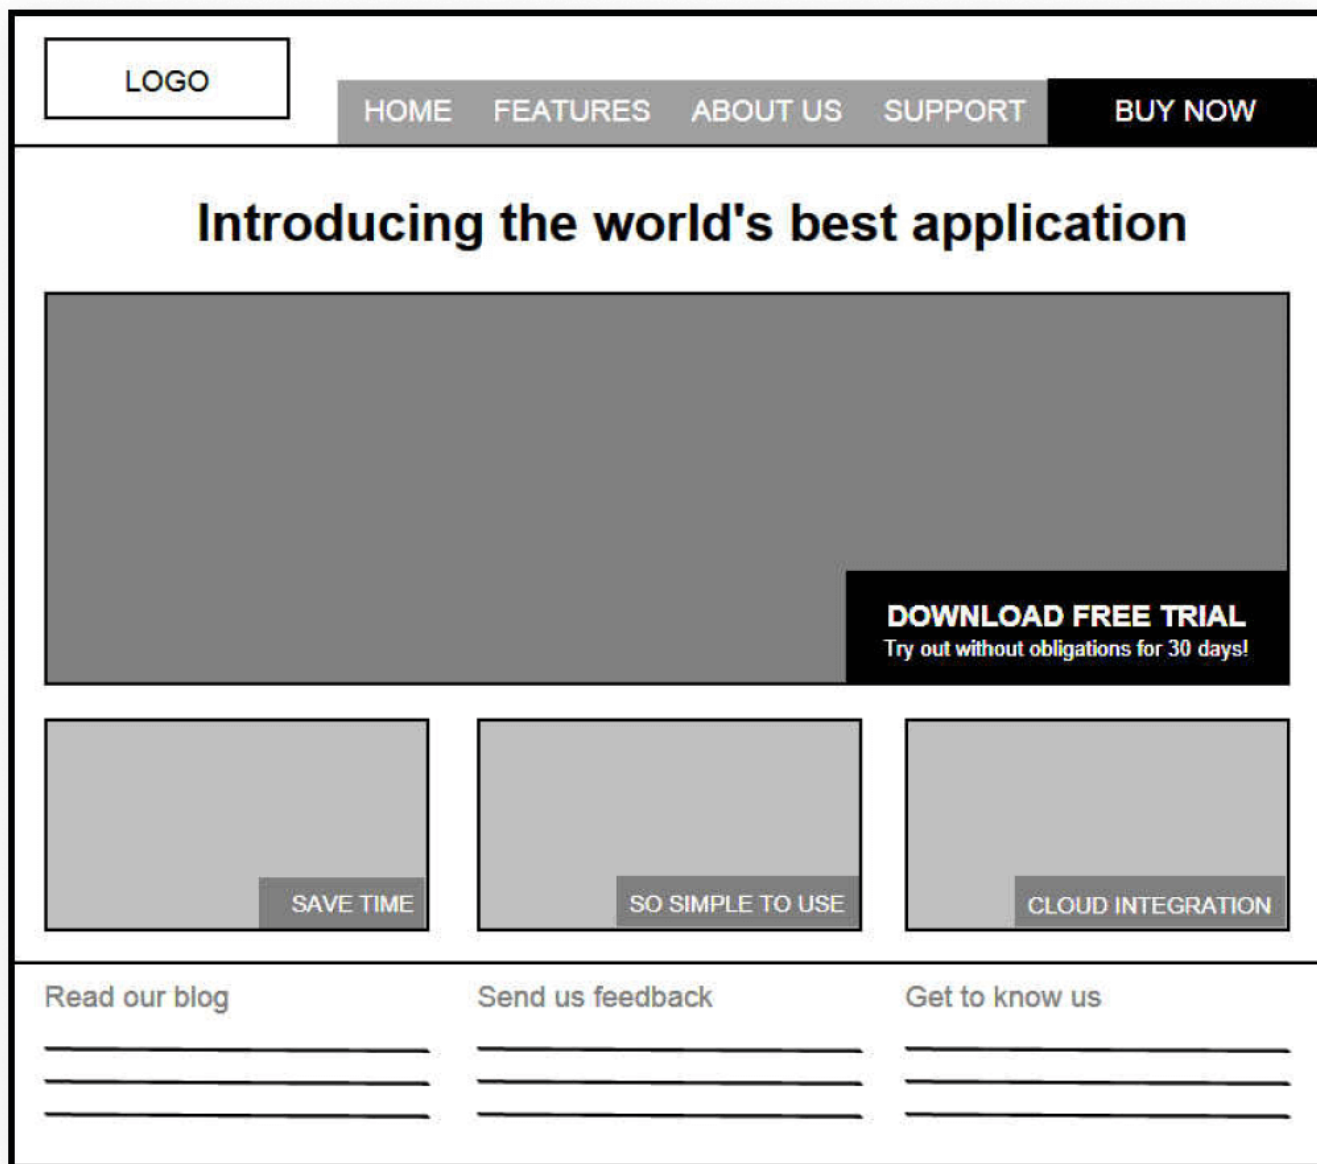 LOGO
HOME FEATURES ABOUT US SUPPORT BUY NOW
Introducing the world's best application
DOWNLOAD FREE TRIAL
Try out without obligations for 30 days!
SAVE TIME
SO SIMPLE TO USE
CLOUD INTEGRATION
Read our blog
Send us feedback
Get to know us